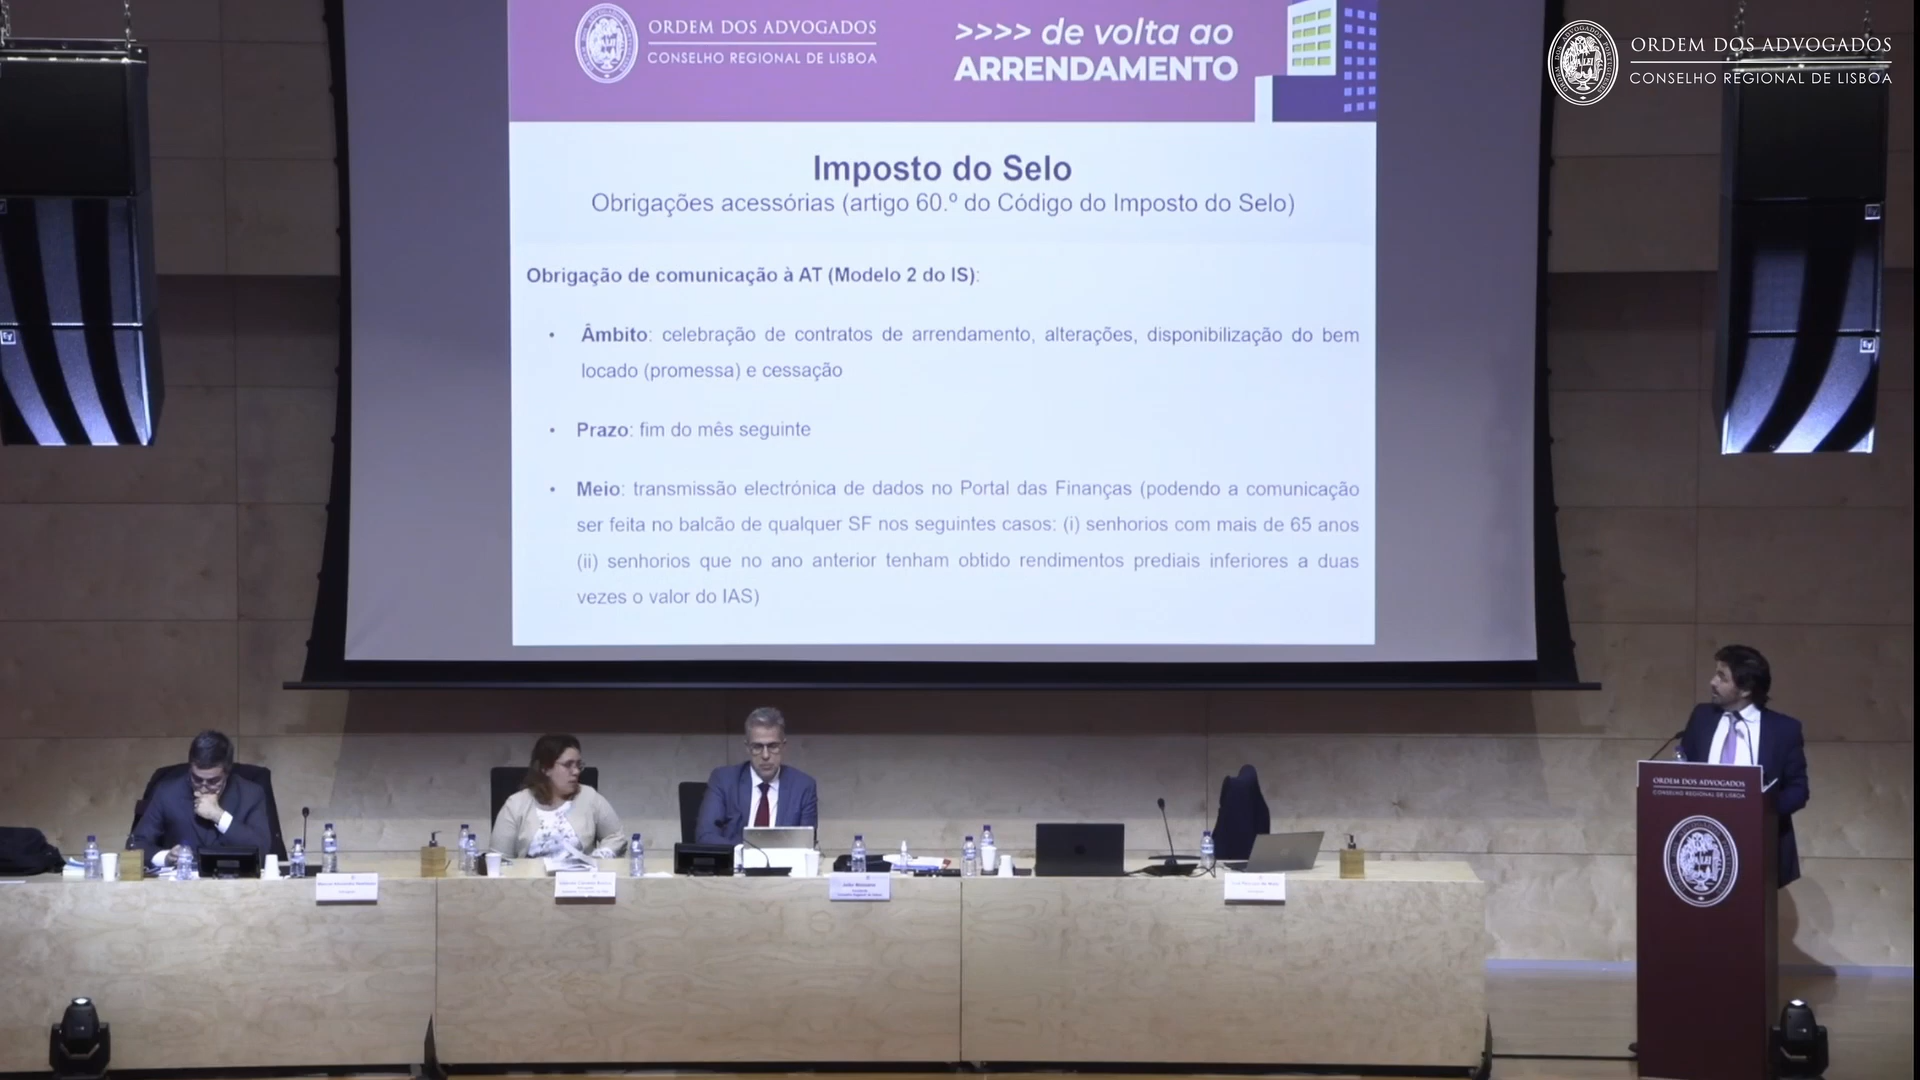 ORDEM DOS ADVOGADOS
CONSELHO REGIONAL DE LISBOA
>>>> de volta ao
ARRENDAMENTO
ORDEM DOS ADVOGADOS
CONSELHO REGIONAL DE LISBOA
Imposto do Selo
Obrigações acessórias (artigo 60.º do Código do Imposto do Selo)
Obrigação de comunicação à AT (Modelo 2 do IS):
• Âmbito: celebração de contratos de arrendamento, alterações, disponibilização do bem
locado (promessa) e cessação
• Prazo: fim do mês seguinte
• Meio: transmissão electrónica de dados no Portal das Finanças (podendo a comunicação
ser feita no balcão de qualquer SF nos seguintes casos: (i) senhorios com mais de 65 anos
(ii) senhorios que no ano anterior tenham obtido rendimentos prediais inferiores a duas
vezes o valor do IAS)
ORDEM DOS ADVOGADOS
CONSELHO REGIONAL DE LISBOA